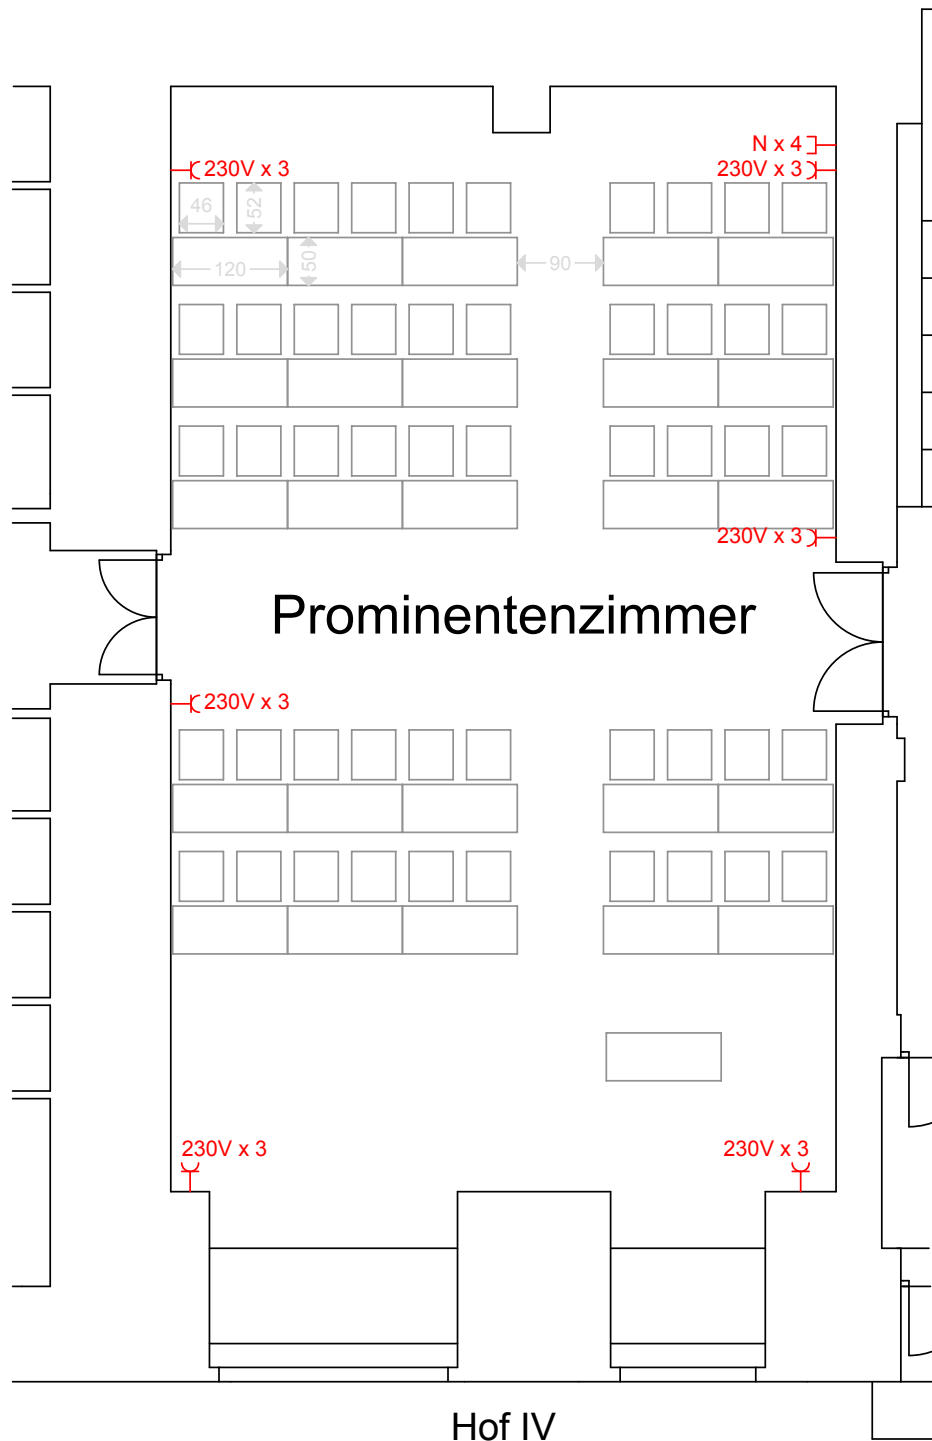 N x 4
230V x 3
230V x 3
46
52
120
50
90
230V x 3
Prominentenzimmer
230V x 3
230V x 3
230V x 3
Hof IV